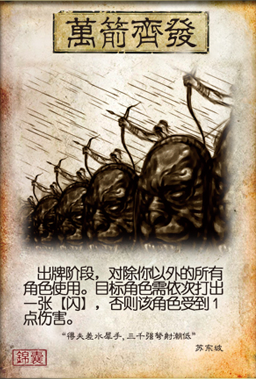 萬箭齊發
出牌阶段，对除你以外的所有
角色使用。目标角色需依次打出
一张【闪】，否则该角色受到1
点伤害。
“得夫差水犀手，三千强弩射潮低”
苏东坡
錦囊